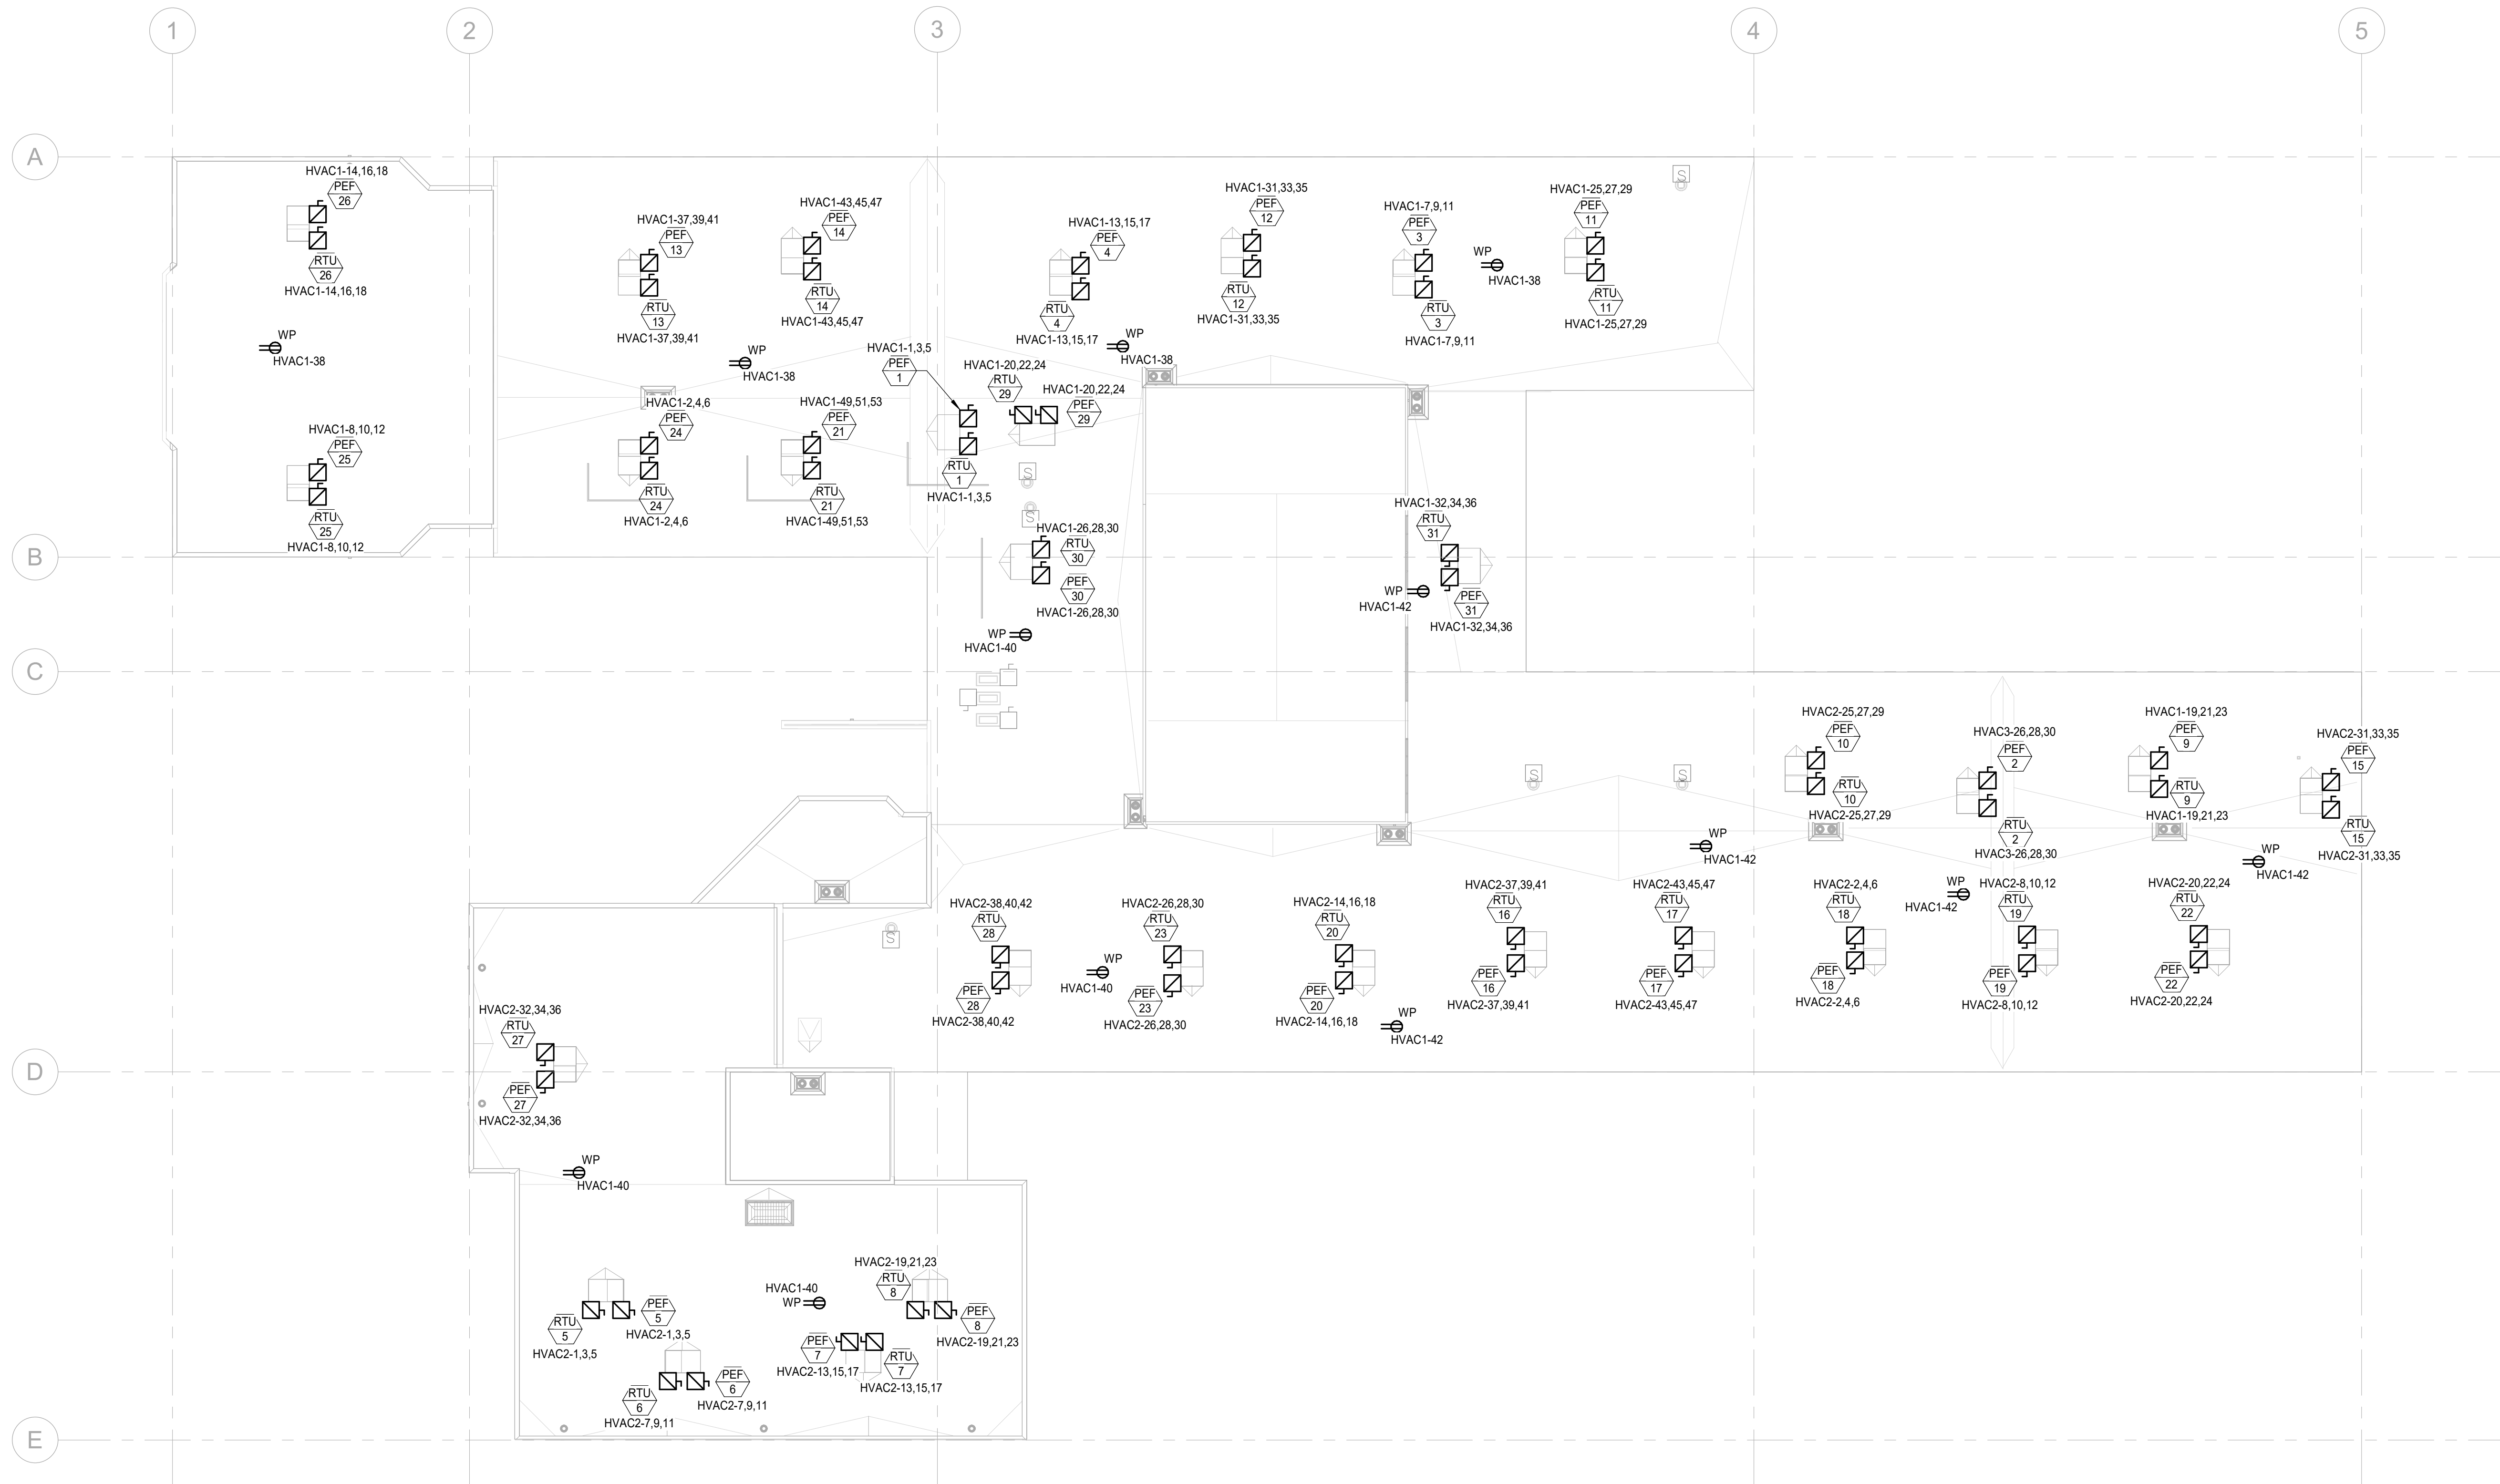 1
2
3
4
5
A
HVAC1-14,16,18
PEF
26
RTU
26
HVAC1-14,16,18
HVAC1-37,39,41
PEF
13
RTU
13
HVAC1-37,39,41
HVAC1-43,45,47
PEF
14
RTU
14
HVAC1-43,45,47
HVAC1-13,15,17
PEF
4
RTU
4
HVAC1-13,15,17
HVAC1-31,33,35
PEF
12
RTU
12
HVAC1-31,33,35
HVAC1-7,9,11
PEF
3
RTU
3
HVAC1-7,9,11
WP
HVAC1-38
HVAC1-25,27,29
PEF
11
RTU
11
HVAC1-25,27,29
S
WP
HVAC1-38
WP
HVAC1-38
WP
HVAC1-38
HVAC1-1,3,5
PEF
1
RTU
1
HVAC1-1,3,5
HVAC1-20,22,24
RTU
29
HVAC1-20,22,24
PEF
29
HVAC1-8,10,12
PEF
25
RTU
25
HVAC1-8,10,12
HVAC1-2,4,6
PEF
24
RTU
24
HVAC1-2,4,6
HVAC1-49,51,53
PEF
21
RTU
21
HVAC1-49,51,53
S
S
B
HVAC1-26,28,30
RTU
30
PEF
30
HVAC1-26,28,30
HVAC1-32,34,36
RTU
31
PEF
31
HVAC1-32,34,36
WP
HVAC1-42
WP
HVAC1-40
C
S
S
HVAC2-25,27,29
PEF
10
RTU
10
HVAC2-25,27,29
HVAC3-26,28,30
PEF
2
RTU
2
HVAC3-26,28,30
HVAC1-19,21,23
PEF
9
RTU
9
HVAC1-19,21,23
HVAC2-31,33,35
PEF
15
RTU
15
HVAC2-31,33,35
WP
HVAC1-42
WP
HVAC1-42
WP
HVAC1-42
S
HVAC2-38,40,42
RTU
28
PEF
28
HVAC2-38,40,42
WP
HVAC1-40
HVAC2-26,28,30
RTU
23
PEF
23
HVAC2-26,28,30
HVAC2-14,16,18
RTU
20
PEF
20
HVAC2-14,16,18
WP
HVAC1-42
HVAC2-37,39,41
RTU
16
PEF
16
HVAC2-37,39,41
HVAC2-43,45,47
RTU
17
PEF
17
HVAC2-43,45,47
HVAC2-2,4,6
RTU
18
PEF
18
HVAC2-2,4,6
HVAC2-8,10,12
RTU
19
PEF
19
HVAC2-8,10,12
HVAC2-20,22,24
RTU
22
PEF
22
HVAC2-20,22,24
HVAC2-32,34,36
RTU
27
PEF
27
HVAC2-32,34,36
D
WP
HVAC1-40
HVAC2-19,21,23
RTU
8
PEF
8
HVAC2-19,21,23
HVAC1-40
WP
RTU
5
HVAC2-1,3,5
PEF
5
HVAC2-1,3,5
PEF
7
HVAC2-13,15,17
RTU
7
HVAC2-13,15,17
RTU
6
HVAC2-7,9,11
PEF
6
HVAC2-7,9,11
E